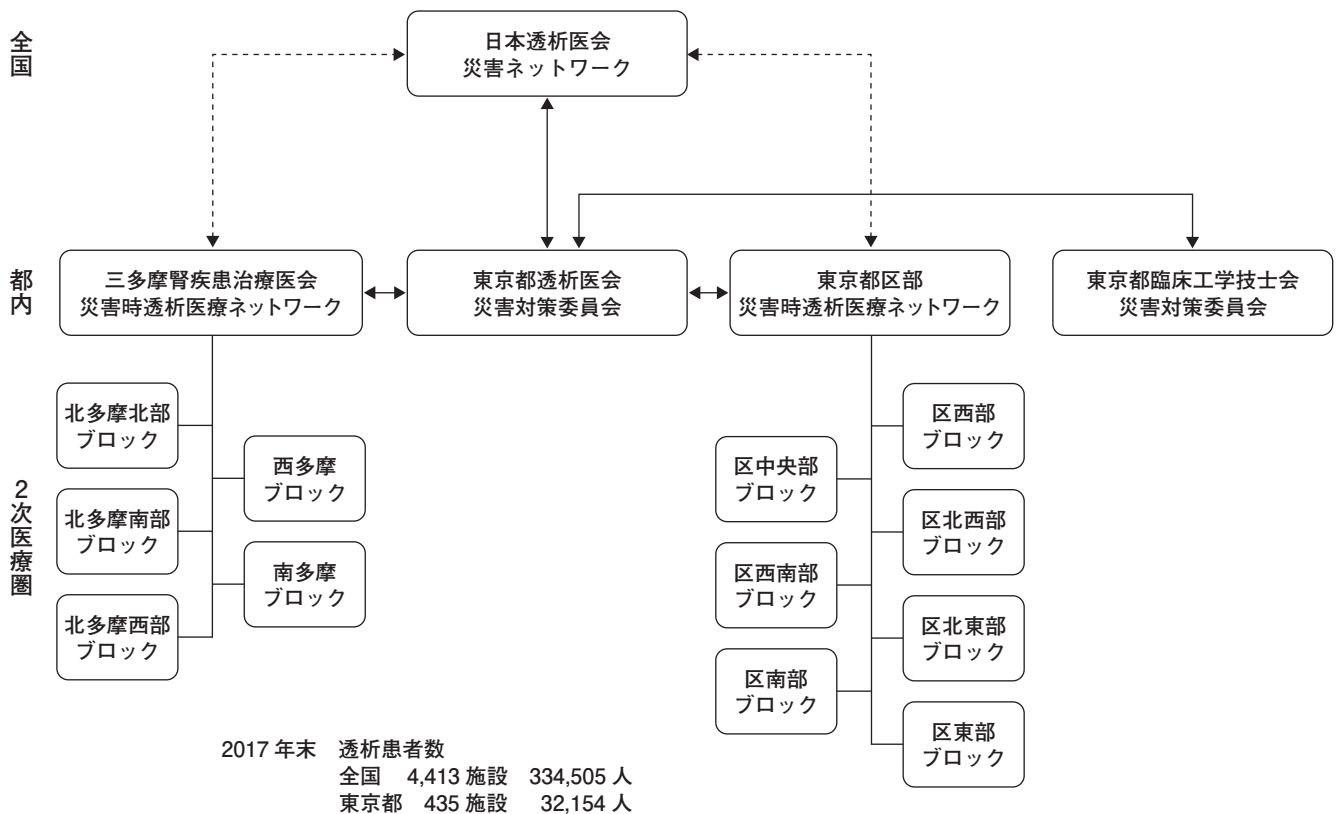 全国
日本透析医会
災害ネットワーク
都内
三多摩腎疾患治療医会
災害時透析医療ネットワーク
東京都透析医会
災害対策委員会
東京都区部
災害時透析医療ネットワーク
東京都臨床工学技士会
災害対策委員会
2次医療圏
北多摩北部
ブロック
西多摩
ブロック
北多摩南部
ブロック
南多摩
ブロック
北多摩西部
ブロック
区西部
ブロック
区中央部
ブロック
区北西部
ブロック
区西南部
ブロック
区北東部
ブロック
区南部
ブロック
区東部
ブロック
2017年末 透析患者数
全国 4,413施設 334,505人
東京都 435施設 32,154人